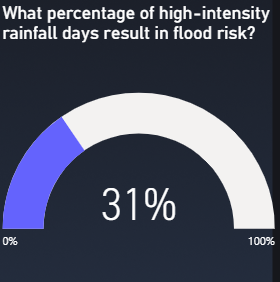 What percentage of high-intensity
rainfall days result in flood risk?
31%
0%
100%